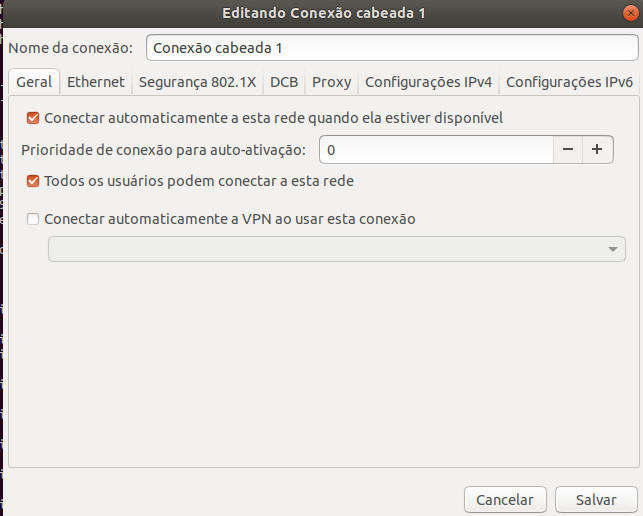 Editando Conexão cabeada 1
Nome da conexão: Conexão cabeada 1
Geral Ethernet Segurança 802.1X DCB Proxy Configurações IPv4 Configurações IPv6
Conectar automaticamente a esta rede quando ela estiver disponível
Prioridade de conexão para auto-ativação: 0 − +
Todos os usuários podem conectar a esta rede
Conectar automaticamente a VPN ao usar esta conexão
Cancelar Salvar